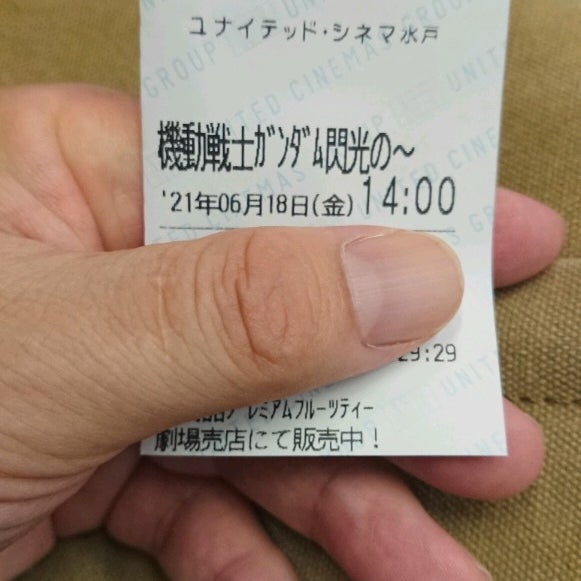 ユナイテッド・シネマ水戸
機動戦士ガンダム閃光の~
'21年06月18日(金) 14:00
29:29
プレミアムフルーツティー
劇場売店にて販売中!